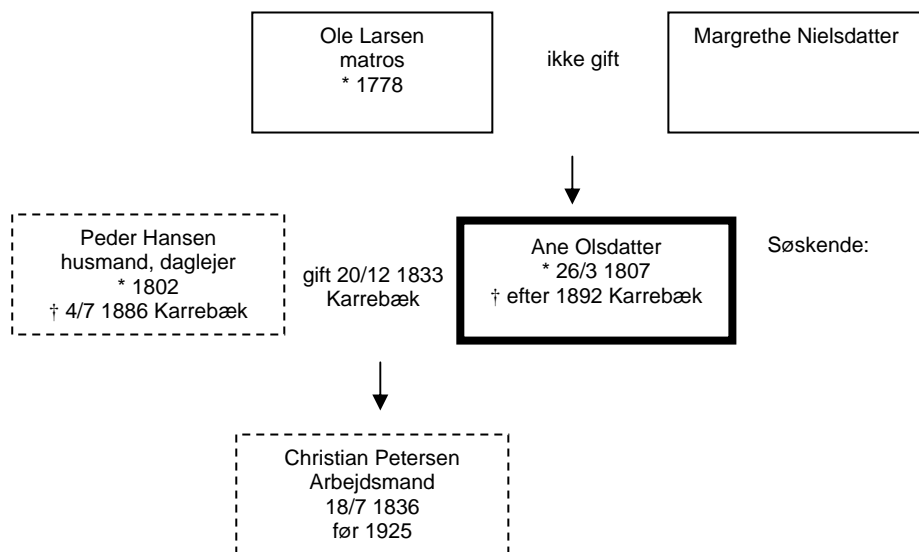 Ole Larsen
matros
* 1778
ikke gift
Margrethe Nielsdatter
Peder Hansen
husmand, daglejer
* 1802
† 4/7 1886 Karrebæk
gift 20/12 1833
Karrebæk
Ane Olsdatter
* 26/3 1807
† efter 1892 Karrebæk
Søskende:
Christian Petersen
Arbejdsmand
18/7 1836
før 1925